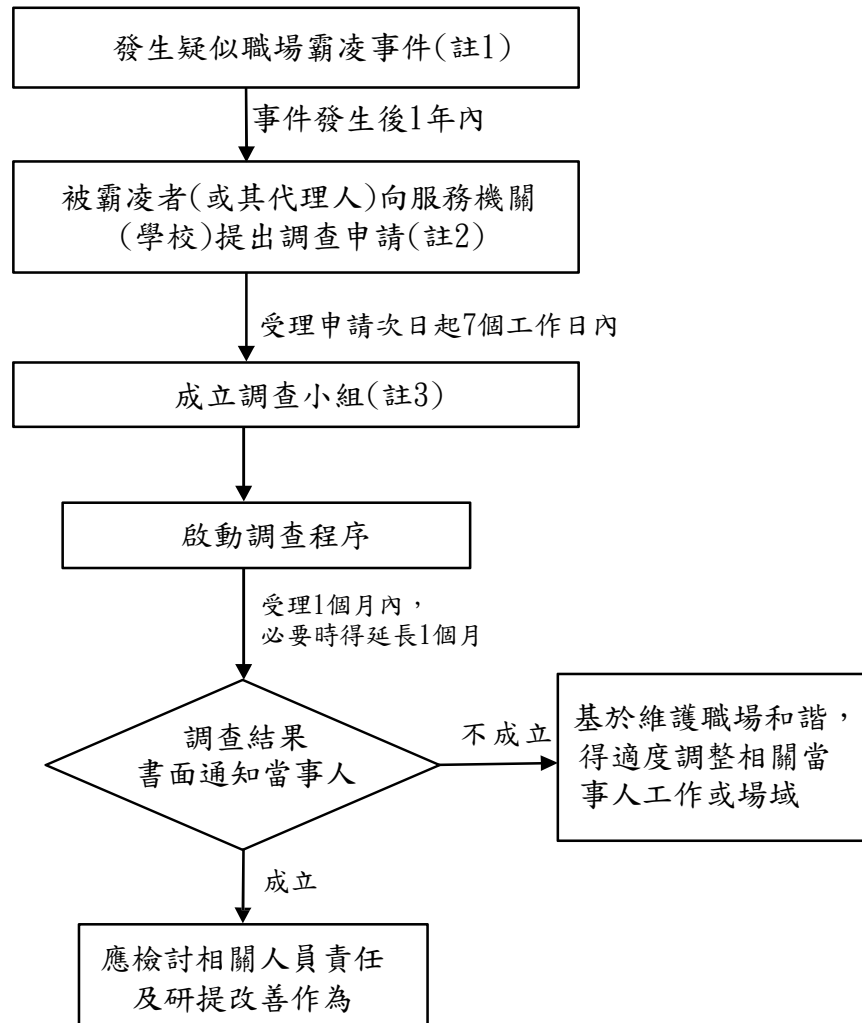 發生疑似職場霸凌事件(註1)
事件發生後1年內
被霸凌者(或其代理人)向服務機關
(學校)提出調查申請(註2)
受理申請次日起7個工作日內
成立調查小組(註3)
啟動調查程序
受理1個月內，
必要時得延長1個月
調查結果
書面通知當事人
不成立
基於維護職場和諧，
得適度調整相關當
事人工作或場域
成立
應檢討相關人員責任
及研提改善作為